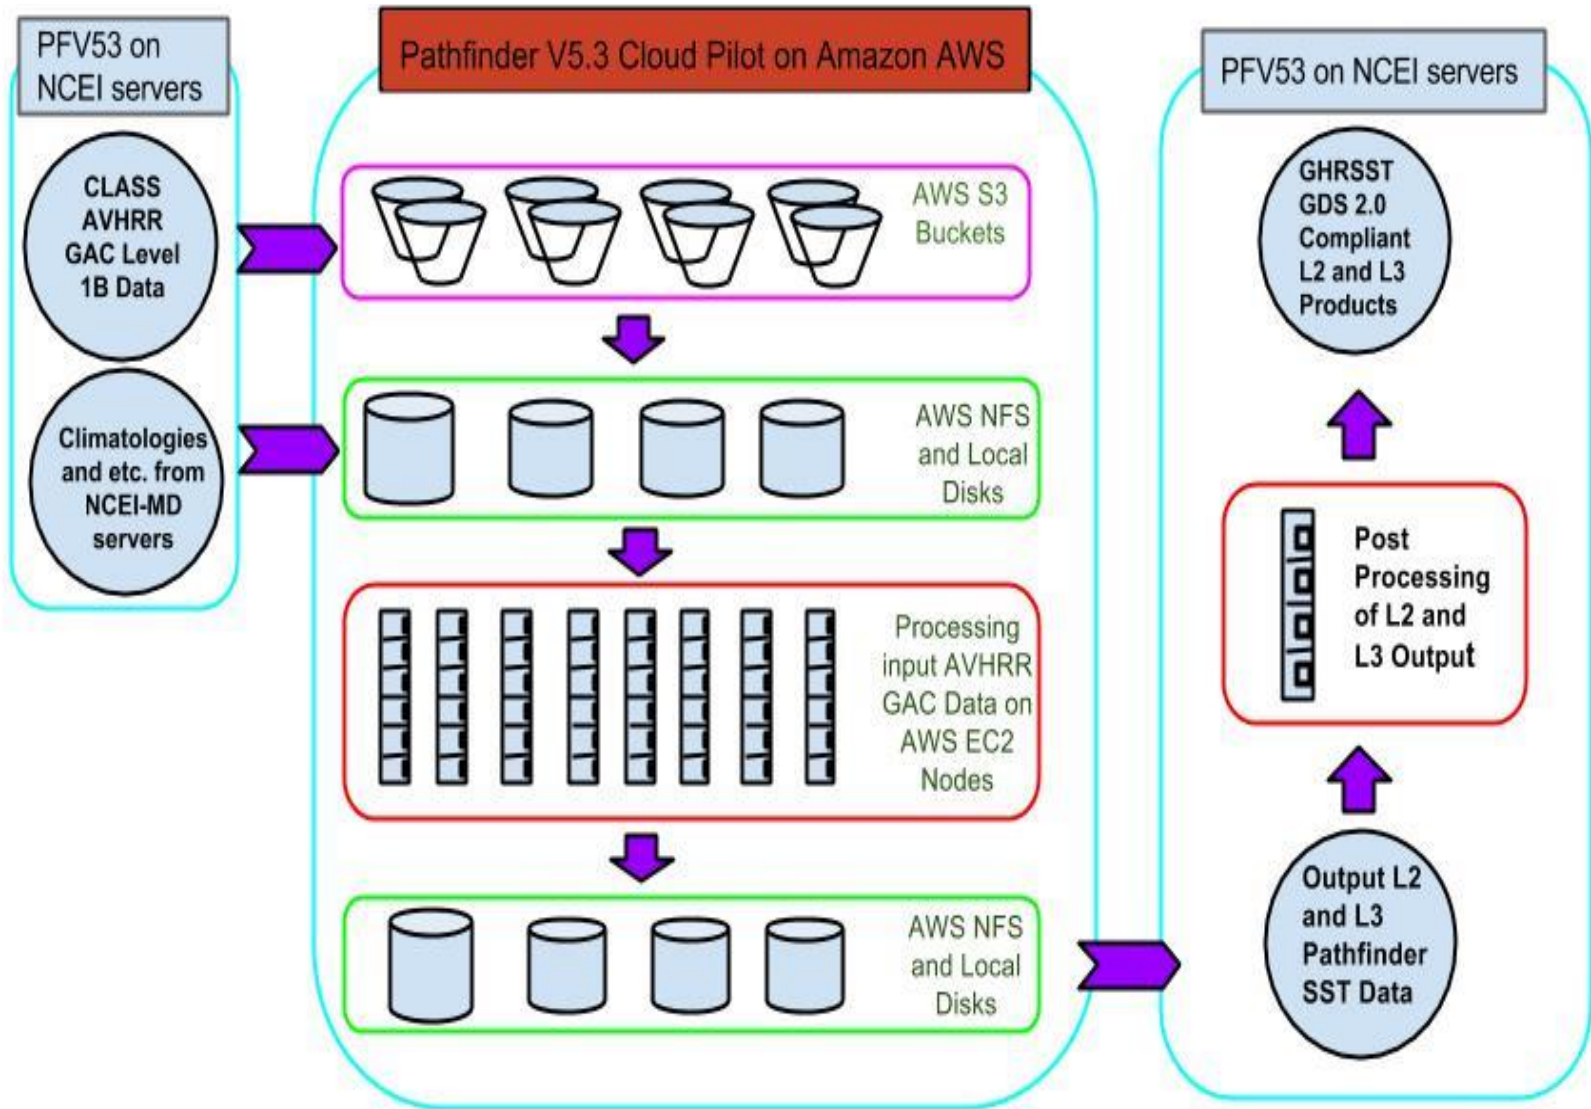 PFV53 on
NCEI servers
CLASS
AVHRR
GAC Level
1B Data
Climatologies
and etc. from
NCEI-MD
servers
Pathfinder V5.3 Cloud Pilot on Amazon AWS
AWS S3
Buckets
AWS NFS
and Local
Disks
Processing
input AVHRR
GAC Data on
AWS EC2
Nodes
AWS NFS
and Local
Disks
PFV53 on NCEI servers
GHRSST
GDS 2.0
Compliant
L2 and L3
Products
Post
Processing
of L2 and
L3 Output
Output L2
and L3
Pathfinder
SST Data